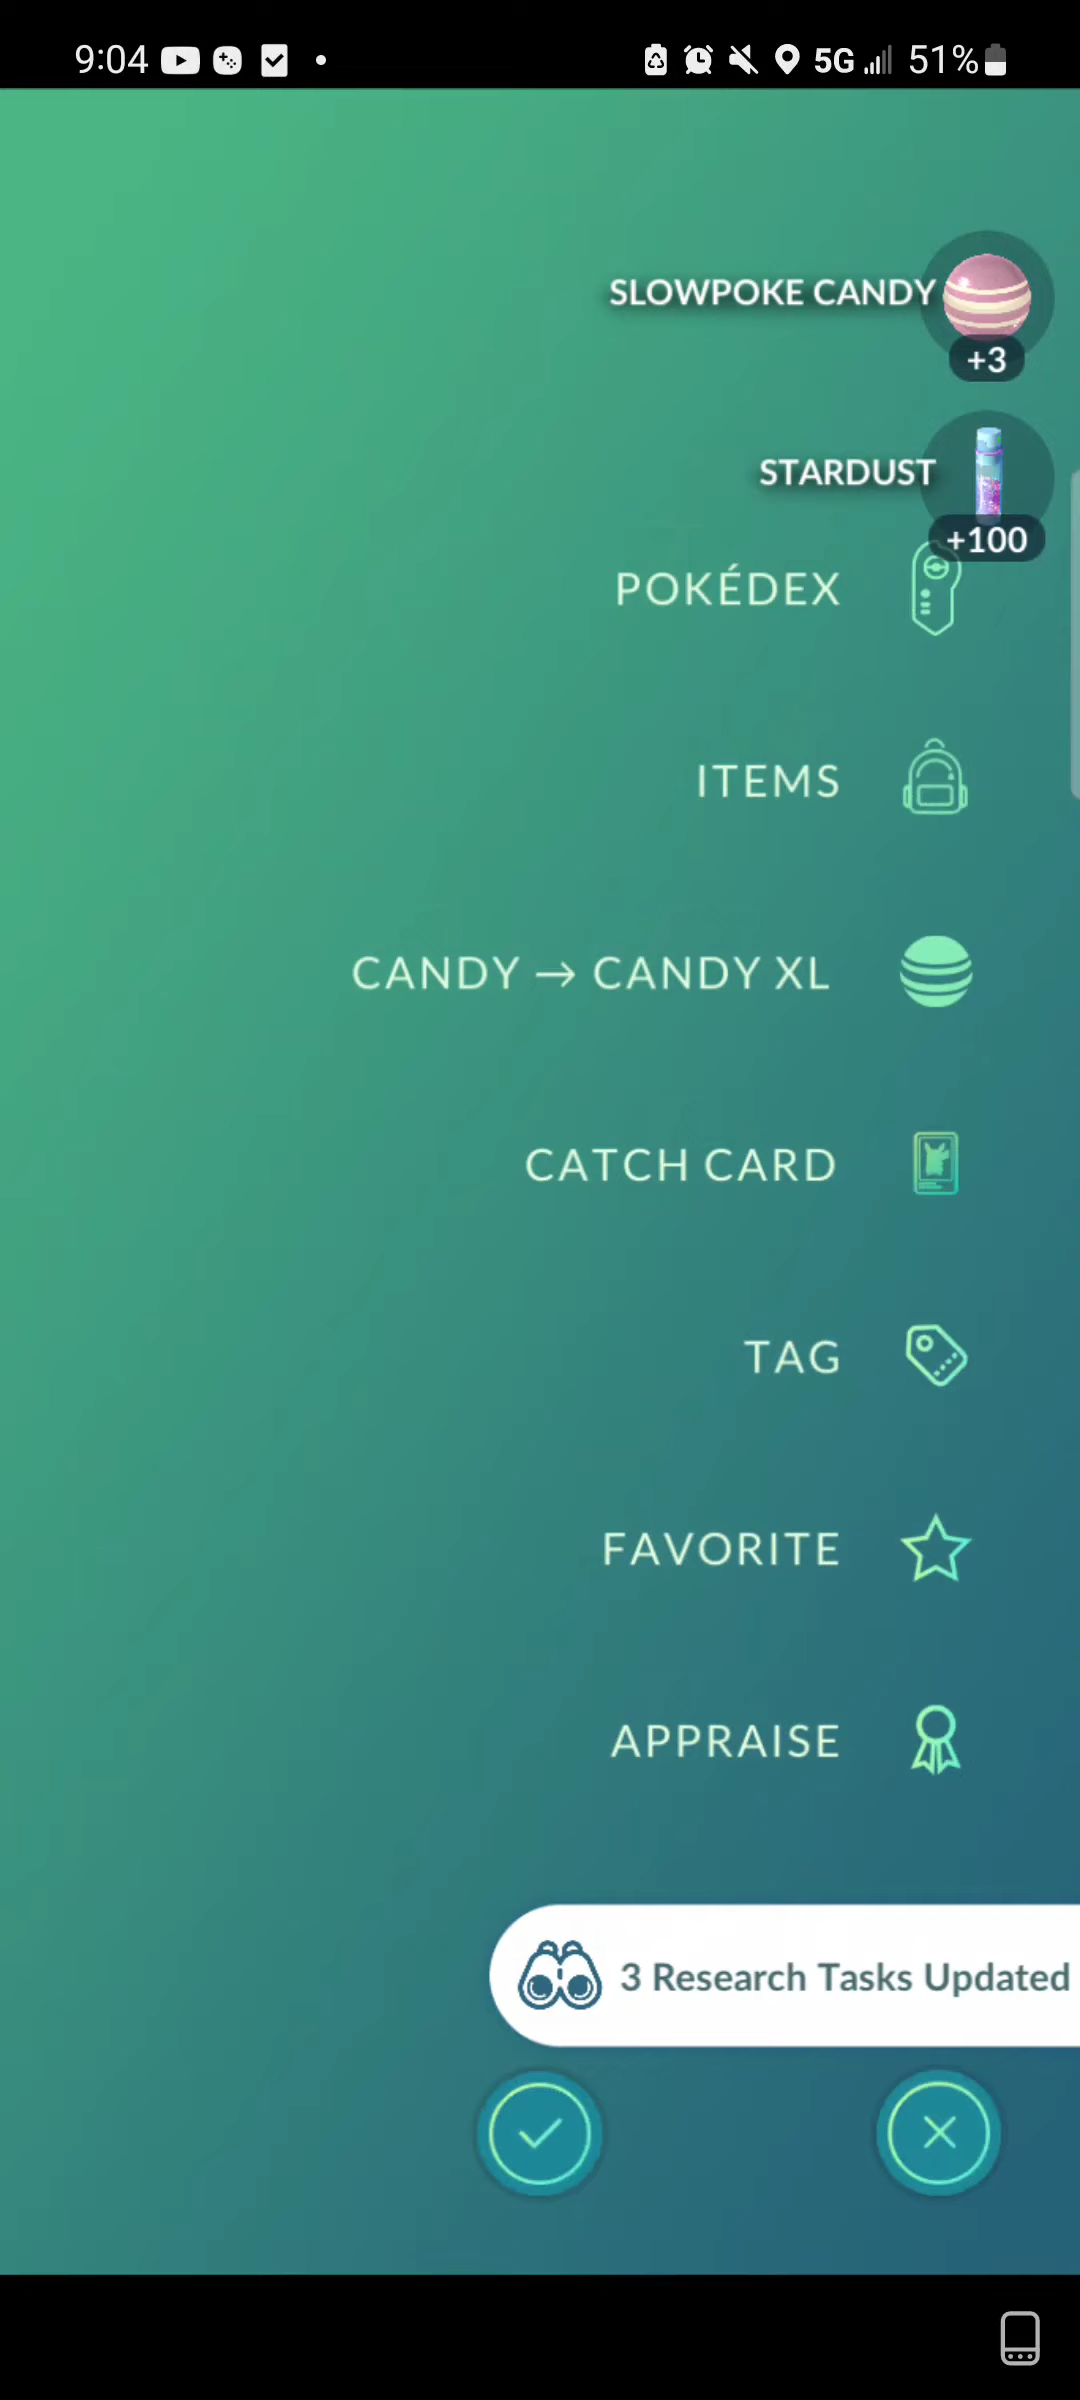 9:04 5G 51%
SLOWPOKE CANDY
+3
STARDUST
+100
POKÉDEX
ITEMS
CANDY → CANDY XL
CATCH CARD
TAG
FAVORITE
APPRAISE
3 Research Tasks Updated